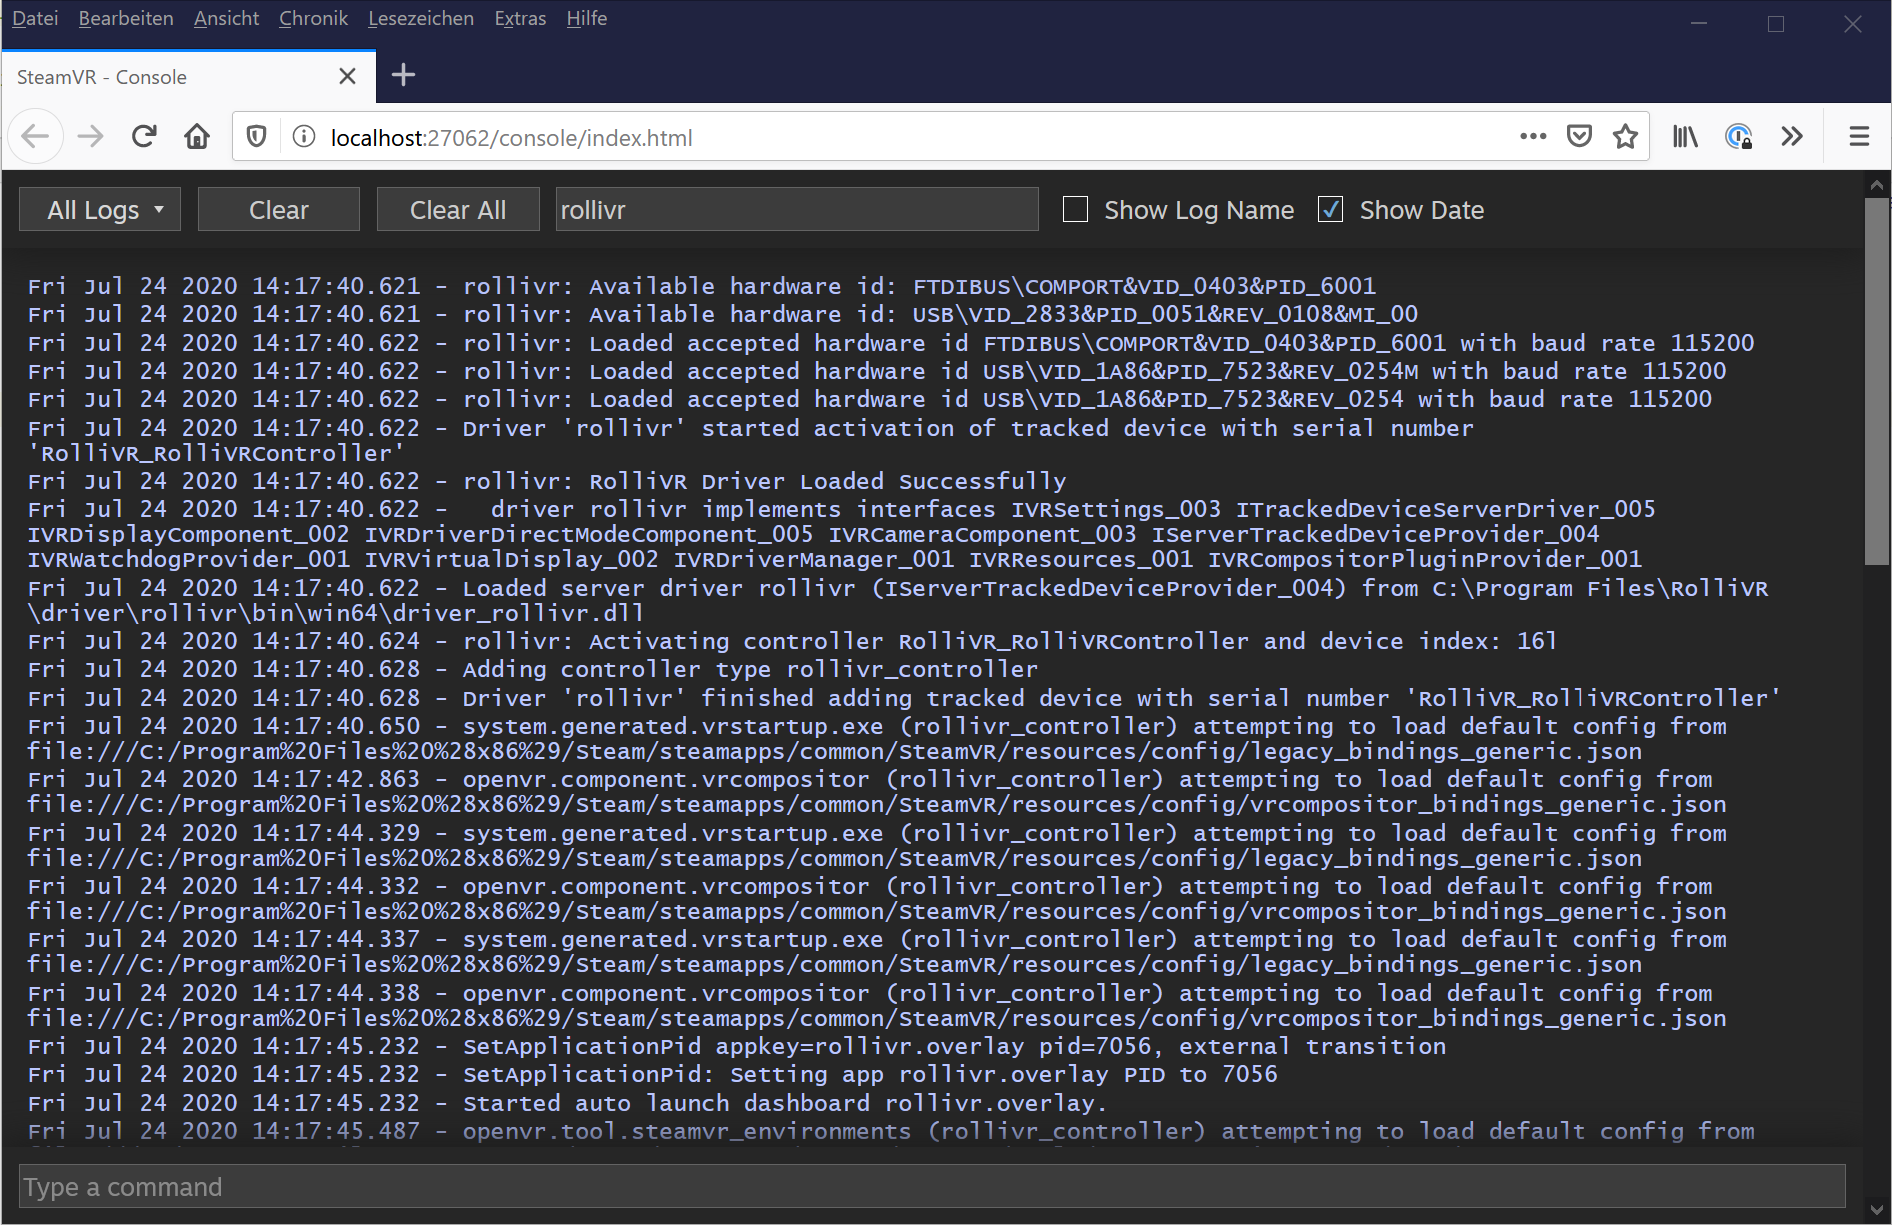 Datei Bearbeiten Ansicht Chronik Lesezeichen Extras Hilfe
SteamVR - Console
localhost:27062/console/index.html
All Logs Clear Clear All rollivr Show Log Name Show Date
Fri Jul 24 2020 14:17:40.621 - rollivr: Available hardware id: FTDIBUS\COMPORT&VID_0403&PID_6001
Fri Jul 24 2020 14:17:40.621 - rollivr: Available hardware id: USB\VID_2833&PID_0051&REV_0108&MI_00
Fri Jul 24 2020 14:17:40.622 - rollivr: Loaded accepted hardware id FTDIBUS\COMPORT&VID_0403&PID_6001 with baud rate 115200
Fri Jul 24 2020 14:17:40.622 - rollivr: Loaded accepted hardware id USB\VID_1A86&PID_7523&REV_0254M with baud rate 115200
Fri Jul 24 2020 14:17:40.622 - rollivr: Loaded accepted hardware id USB\VID_1A86&PID_7523&REV_0254 with baud rate 115200
Fri Jul 24 2020 14:17:40.622 - Driver 'rollivr' started activation of tracked device with serial number
'RolliVR_RolliVRController'
Fri Jul 24 2020 14:17:40.622 - rollivr: RolliVR Driver Loaded Successfully
Fri Jul 24 2020 14:17:40.622 -   driver rollivr implements interfaces IVRSettings_003 ITrackedDeviceServerDriver_005
IVRDisplayComponent_002 IVRDriverDirectModeComponent_005 IVRCameraComponent_003 IServerTrackedDeviceProvider_004
IVRWatchdogProvider_001 IVRVirtualDisplay_002 IVRDriverManager_001 IVRResources_001 IVRCompositorPluginProvider_001
Fri Jul 24 2020 14:17:40.622 - Loaded server driver rollivr (IServerTrackedDeviceProvider_004) from C:\Program Files\RolliVR
\driver\rollivr\bin\win64\driver_rollivr.dll
Fri Jul 24 2020 14:17:40.624 - rollivr: Activating controller RolliVR_RolliVRController and device index: 16l
Fri Jul 24 2020 14:17:40.628 - Adding controller type rollivr_controller
Fri Jul 24 2020 14:17:40.628 - Driver 'rollivr' finished adding tracked device with serial number 'RolliVR_RolliVRController'
Fri Jul 24 2020 14:17:40.650 - system.generated.vrstartup.exe (rollivr_controller) attempting to load default config from
file:///C:/Program%20Files%20%28x86%29/Steam/steamapps/common/SteamVR/resources/config/legacy_bindings_generic.json
Fri Jul 24 2020 14:17:42.863 - openvr.component.vrcompositor (rollivr_controller) attempting to load default config from
file:///C:/Program%20Files%20%28x86%29/Steam/steamapps/common/SteamVR/resources/config/vrcompositor_bindings_generic.json
Fri Jul 24 2020 14:17:44.329 - system.generated.vrstartup.exe (rollivr_controller) attempting to load default config from
file:///C:/Program%20Files%20%28x86%29/Steam/steamapps/common/SteamVR/resources/config/legacy_bindings_generic.json
Fri Jul 24 2020 14:17:44.332 - openvr.component.vrcompositor (rollivr_controller) attempting to load default config from
file:///C:/Program%20Files%20%28x86%29/Steam/steamapps/common/SteamVR/resources/config/vrcompositor_bindings_generic.json
Fri Jul 24 2020 14:17:44.337 - system.generated.vrstartup.exe (rollivr_controller) attempting to load default config from
file:///C:/Program%20Files%20%28x86%29/Steam/steamapps/common/SteamVR/resources/config/legacy_bindings_generic.json
Fri Jul 24 2020 14:17:44.338 - openvr.component.vrcompositor (rollivr_controller) attempting to load default config from
file:///C:/Program%20Files%20%28x86%29/Steam/steamapps/common/SteamVR/resources/config/vrcompositor_bindings_generic.json
Fri Jul 24 2020 14:17:45.232 - SetApplicationPid appkey=rollivr.overlay pid=7056, external transition
Fri Jul 24 2020 14:17:45.232 - SetApplicationPid: Setting app rollivr.overlay PID to 7056
Fri Jul 24 2020 14:17:45.232 - Started auto launch dashboard rollivr.overlay.
Fri Jul 24 2020 14:17:45.487 - openvr.tool.steamvr_environments (rollivr_controller) attempting to load default config from
Type a command